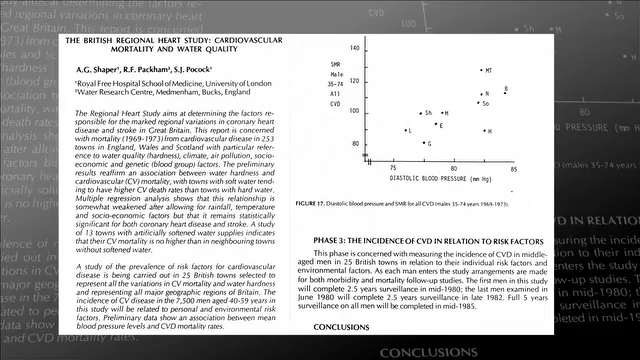 THE BRITISH REGIONAL HEART STUDY: CARDIOVASCULAR
MORTALITY AND WATER QUALITY
A.G. Shaper¹, R.F. Packham², S.J. Pocock¹
¹Royal Free Hospital School of Medicine, University of London
²Water Research Centre, Medmenham, Bucks, England
The Regional Heart Study aims at determining the factors res-
ponsible for the marked regional variations in coronary heart
disease and stroke in Great Britain. This report is concerned
with mortality (1969-1973) from cardiovascular disease in 253
towns in England, Wales and Scotland with particular refer-
ence to water quality (hardness), climate, air pollution, socio-
economic and genetic (blood group) factors. The preliminary
results reaffirm an association between water hardness and
cardiovascular (CV) mortality, with towns with soft water tend-
ing to have higher CV death rates than towns with hard water.
Multiple regression analysis shows that this relationship is
somewhat weakened after allowing for rainfall, temperature
and socio-economic factors but that it remains statistically
significant for both coronary heart disease and stroke. A study
of 13 towns with artificially softened water supplies indicates
that their CV mortality is no higher than in neighbouring towns
without softened water.
A study of the prevalence of risk factors for cardiovascular
disease is being carried out in 25 British towns selected to
represent all the variations in CV mortality and water hardness
and representing all major geographic regions of Britain. The
incidence of CV disease in the 7,500 men aged 40-59 years in
this study will be related to personal and environmental risk
factors. Preliminary data show an association between mean
blood pressure levels and CVD mortality rates.
140
SMR
Male
35-74
All
CVD
120
100
80
MT
B
N
So
Sh
M
E
L
H
G
75
80
85
DIASTOLIC BLOOD PRESSURE (mm Hg)
FIGURE 17. Diastolic blood pressure and SMR for all CVD (males 35-74 years 1969-1973).
PHASE 3: THE INCIDENCE OF CVD IN RELATION TO RISK FACTORS
This phase is concerned with measuring the incidence of CVD in middle-
aged men in 25 British towns in relation to their individual risk factors and
environmental factors. As each man enters the study arrangements are made
for both morbidity and mortality follow-up studies. The first men in this study
will complete 2.5 years surveillance in mid-1980; the last men examined in
June 1980 will complete 2.5 years surveillance in late 1982. Full 5 years
surveillance on all men will be completed in mid-1985.
CONCLUSIONS
CVD
100
80
CONCLUSIONS